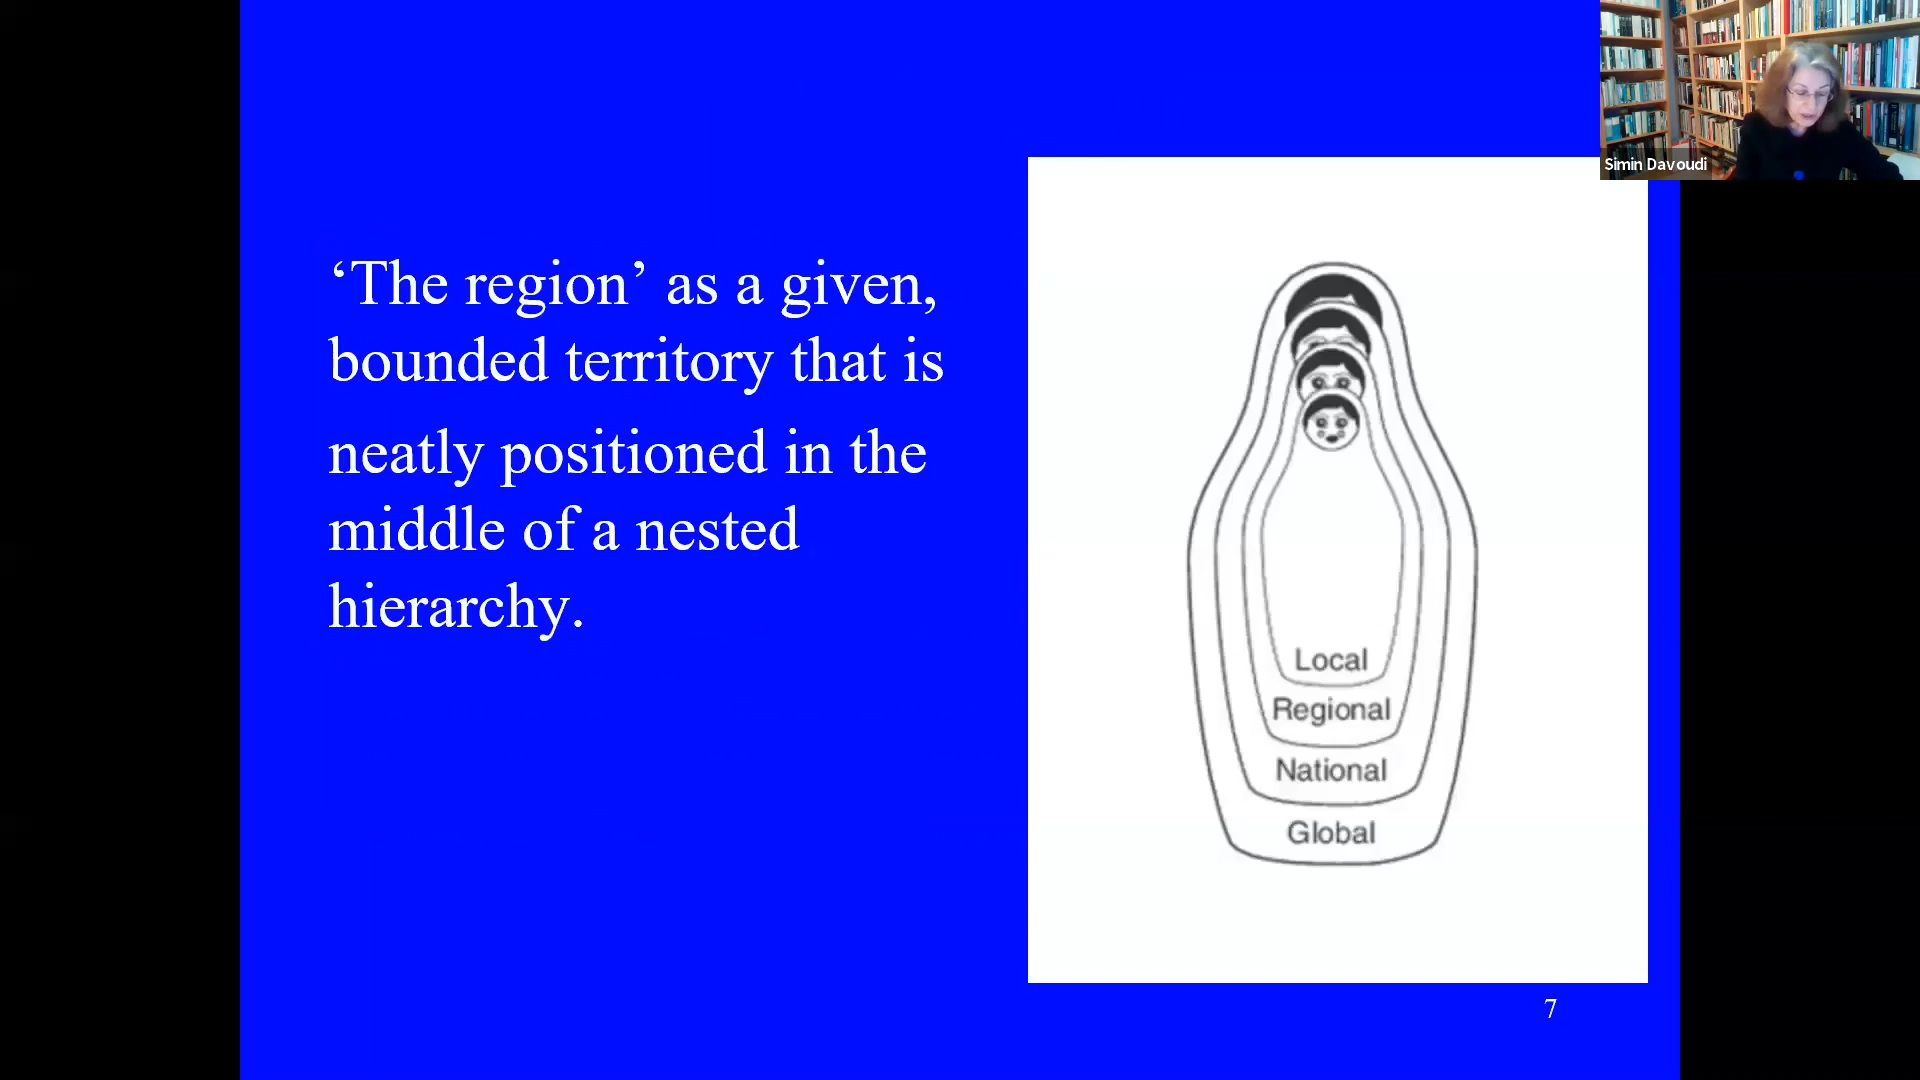 Simin Davoudi
‘The region’ as a given,
bounded territory that is
neatly positioned in the
middle of a nested
hierarchy.
Local
Regional
National
Global
7